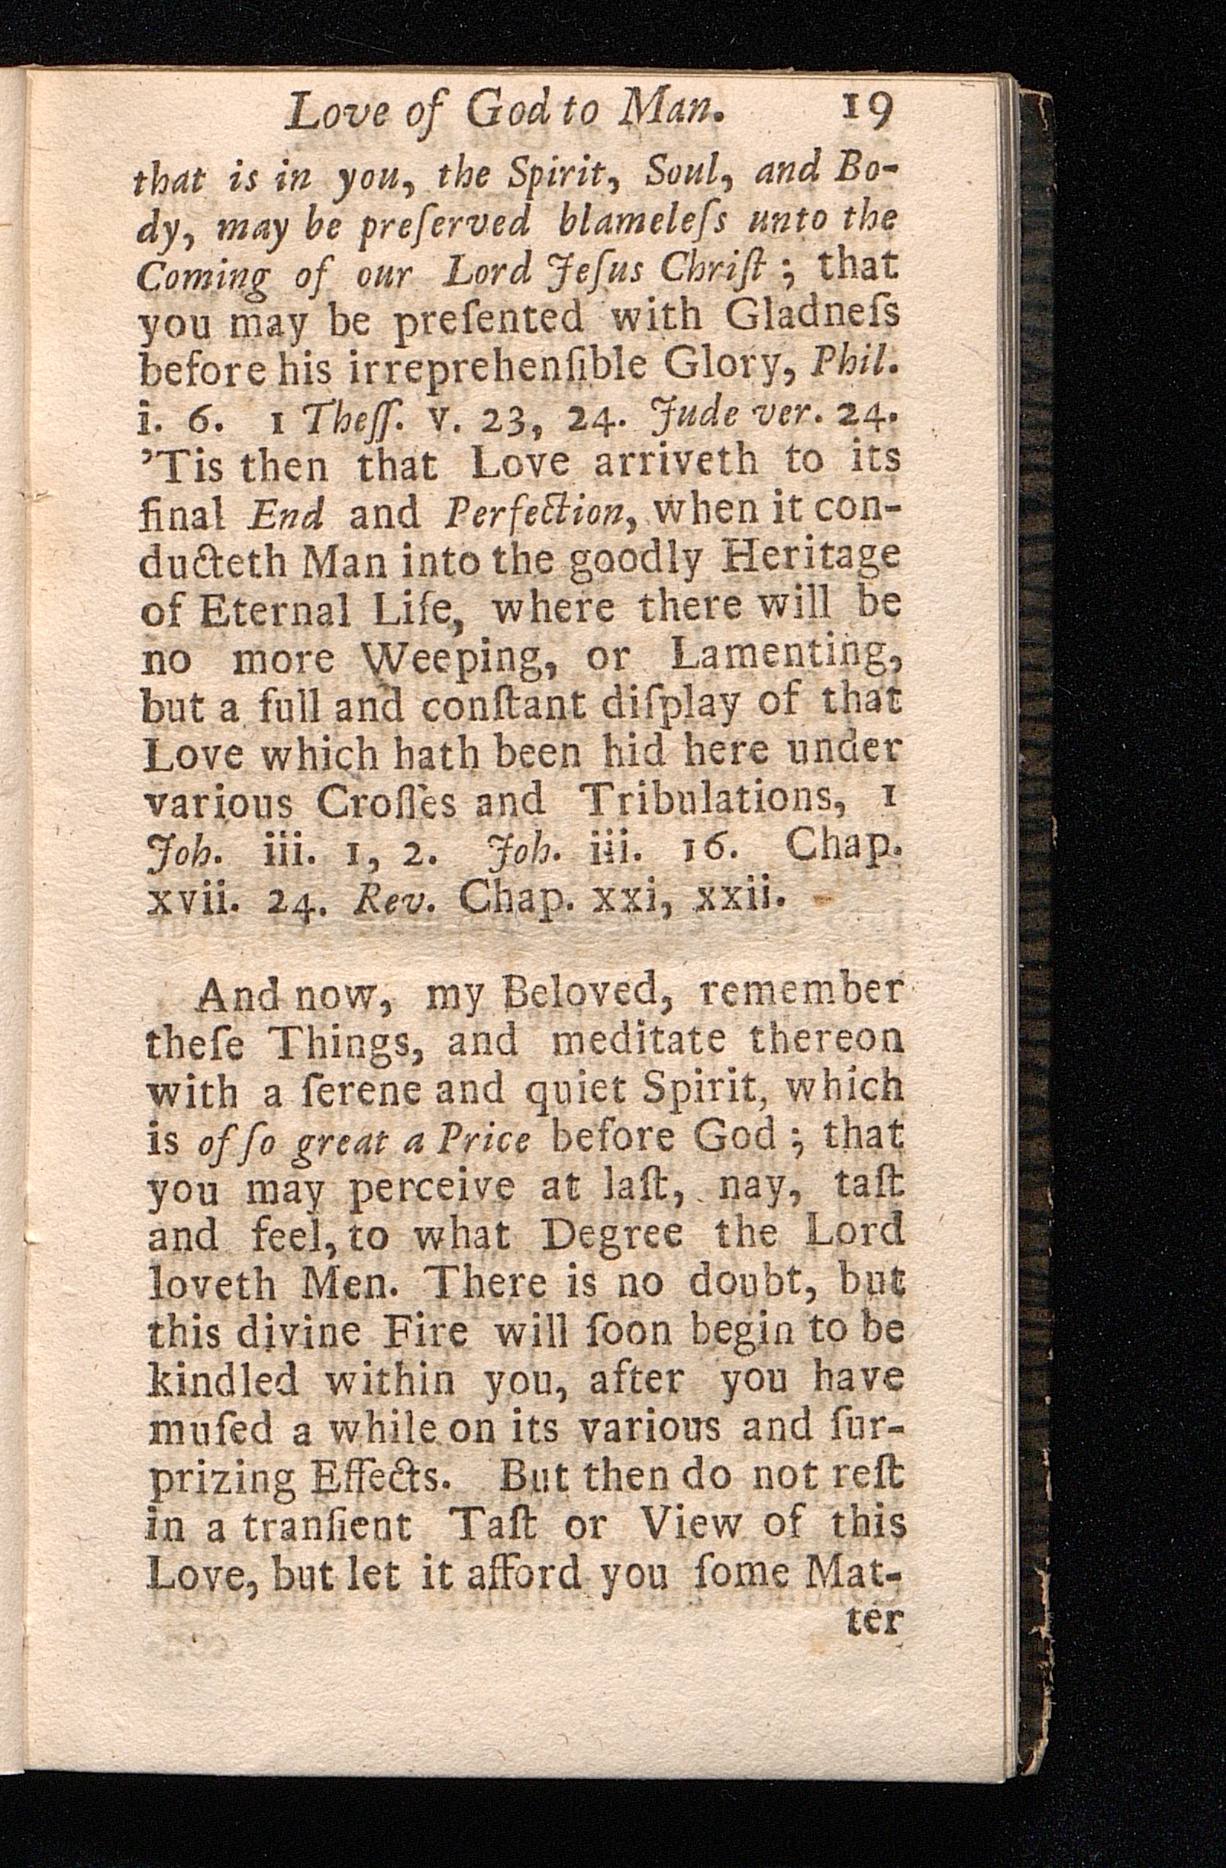 Love of God to Man. 19
that is in you, the Spirit, Soul, and Bo-
dy, may be preſerved blameleſs unto the
Coming of our Lord Jeſus Chriſt; that
you may be preſented with Gladneſs
before his irreprehenſible Glory, Phil.
i. 6. 1 Theſſ. v. 23, 24. Jude ver. 24.
'Tis then that Love arriveth to its
final End and Perfection, when it con-
ducteth Man into the goodly Heritage
of Eternal Life, where there will be
no more Weeping, or Lamenting,
but a full and conſtant diſplay of that
Love which hath been hid here under
various Croſſes and Tribulations, 1
Joh. iii. 1, 2. Joh. iii. 16. Chap.
xvii. 24. Rev. Chap. xxi, xxii.
And now, my Beloved, remember
theſe Things, and meditate thereon
with a ſerene and quiet Spirit, which
is of ſo great a Price before God; that
you may perceive at laſt, nay, taſt
and feel, to what Degree the Lord
loveth Men. There is no doubt, but
this divine Fire will ſoon begin to be
kindled within you, after you have
muſed a while on its various and ſur-
prizing Effects. But then do not reſt
in a tranſient Taſt or View of this
Love, but let it afford you ſome Mat-
ter